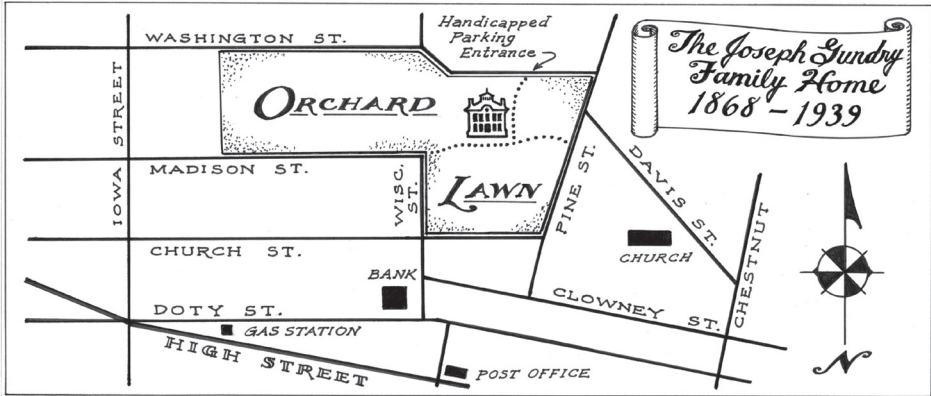 Handicapped
Parking
Entrance
WASHINGTON ST.
The Joseph Gundry
Family Home
1868 - 1939
ORCHARD
LAWN
IOWA STREET
MADISON ST.
WISC. ST.
PINE ST.
DAVIS ST.
CHURCH ST.
CHURCH
CHESTNUT
BANK
CLOWNEY ST.
DOTY ST.
GAS STATION
HIGH STREET
POST OFFICE
N